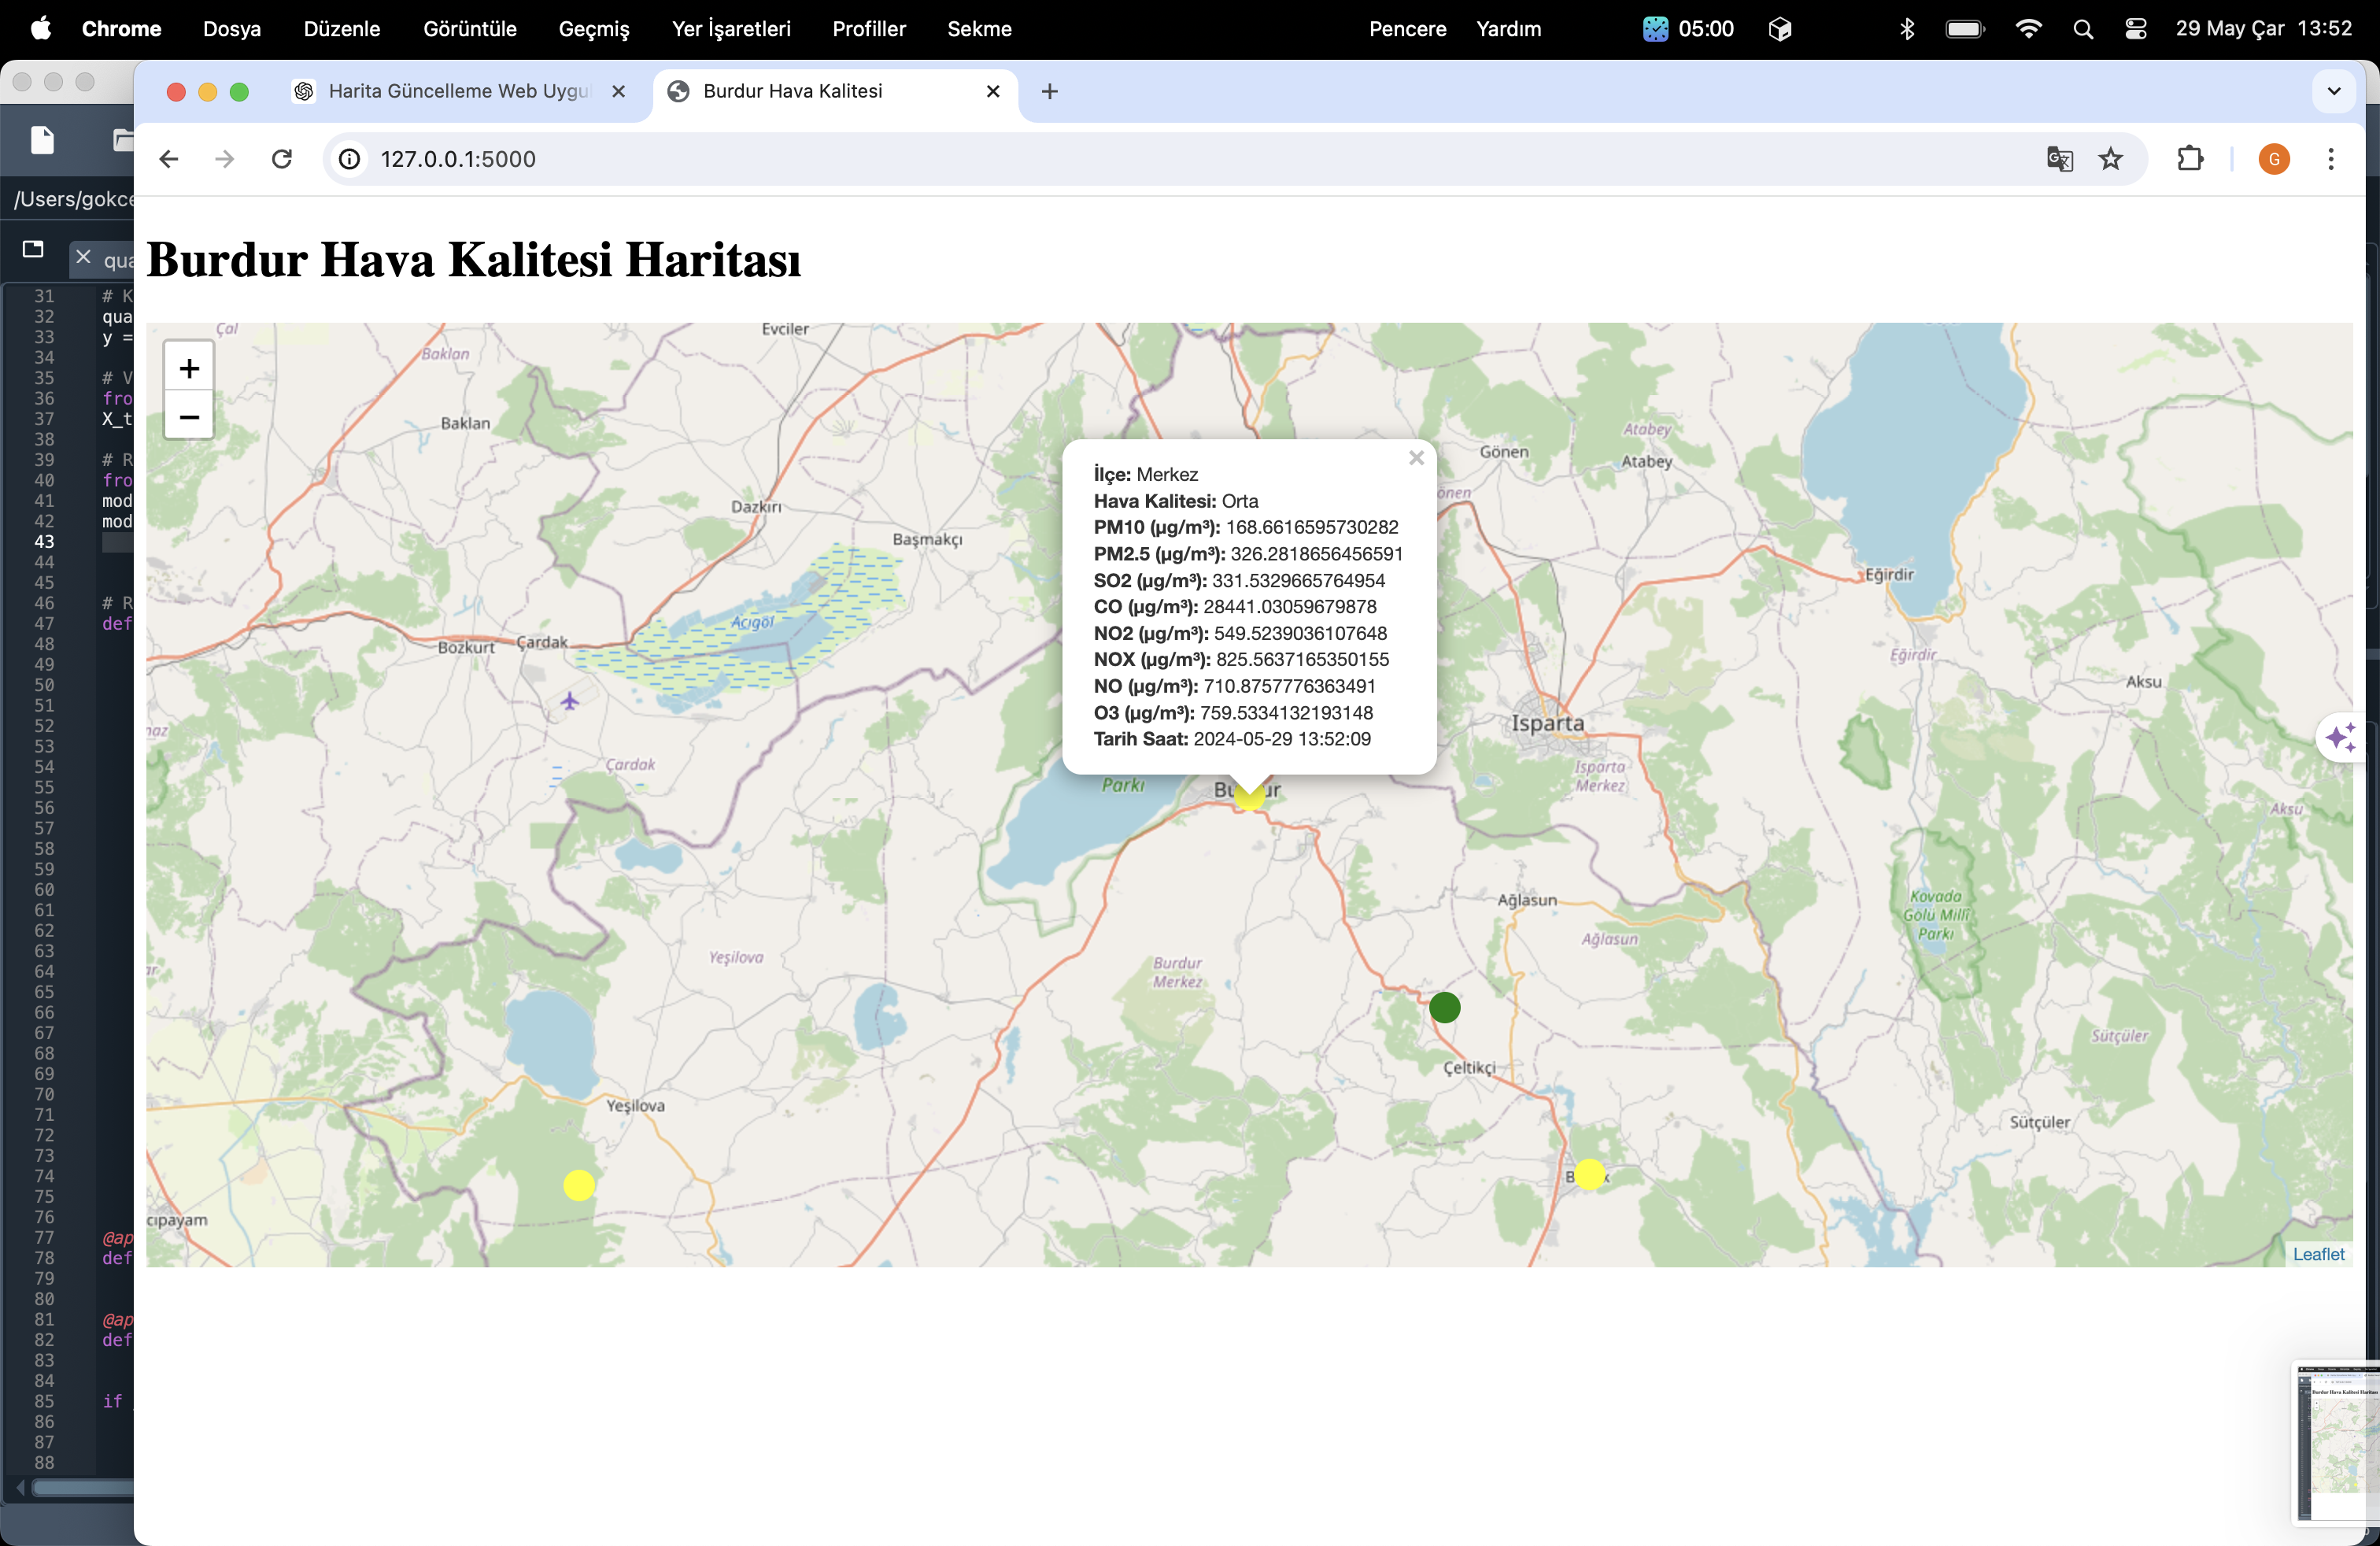 Chrome Dosya Düzenle Görüntüle Geçmiş Yer İşaretleri Profiller Sekme Pencere Yardım 05:00 29 May Çar 13:52
Harita Güncelleme Web Uygul
Burdur Hava Kalitesi
127.0.0.1:5000
G
/Users/gokce
qua
Burdur Hava Kalitesi Haritası
31 # K
32 qua
33 y =
34
35 # V
36 fro
37 X_t
38
39 # R
40 fro
41 mod
42 mod
43
44
45
46 # R
47 def
48
49
50
51
52
53
54
55
56
57
58
59
60
61
62
63
64
65
66
67
68
69
70
71
72
73
74
75
76
77 @ap
78 def
79
80
81 @ap
82 def
83
84
85 if
86
87
88
+
−
Çal
Evciler
Baklan
Baklan
Dazkırı
Başmakçı
Acıgöl
Bozkurt
Çardak
Çardak
Gönen
Atabey
Atabey
Eğirdir
Eğirdir
Aksu
Aksu
Isparta
Isparta
Merkez
İlçe: Merkez
Hava Kalitesi: Orta
PM10 (µg/m³): 168.6616595730282
PM2.5 (µg/m³): 326.2818656456591
SO2 (µg/m³): 331.5329665764954
CO (µg/m³): 28441.03059679878
NO2 (µg/m³): 549.5239036107648
NOX (µg/m³): 825.5637165350155
NO (µg/m³): 710.8757776363491
O3 (µg/m³): 759.5334132193148
Tarih Saat: 2024-05-29 13:52:09
Parkı
Ağlasun
Ağlasun
Kovada
Gölü Millî
Parkı
Yeşilova
Burdur
Merkez
Çeltikçi
Yeşilova
Sütçüler
Sütçüler
cıpayam
Leaflet